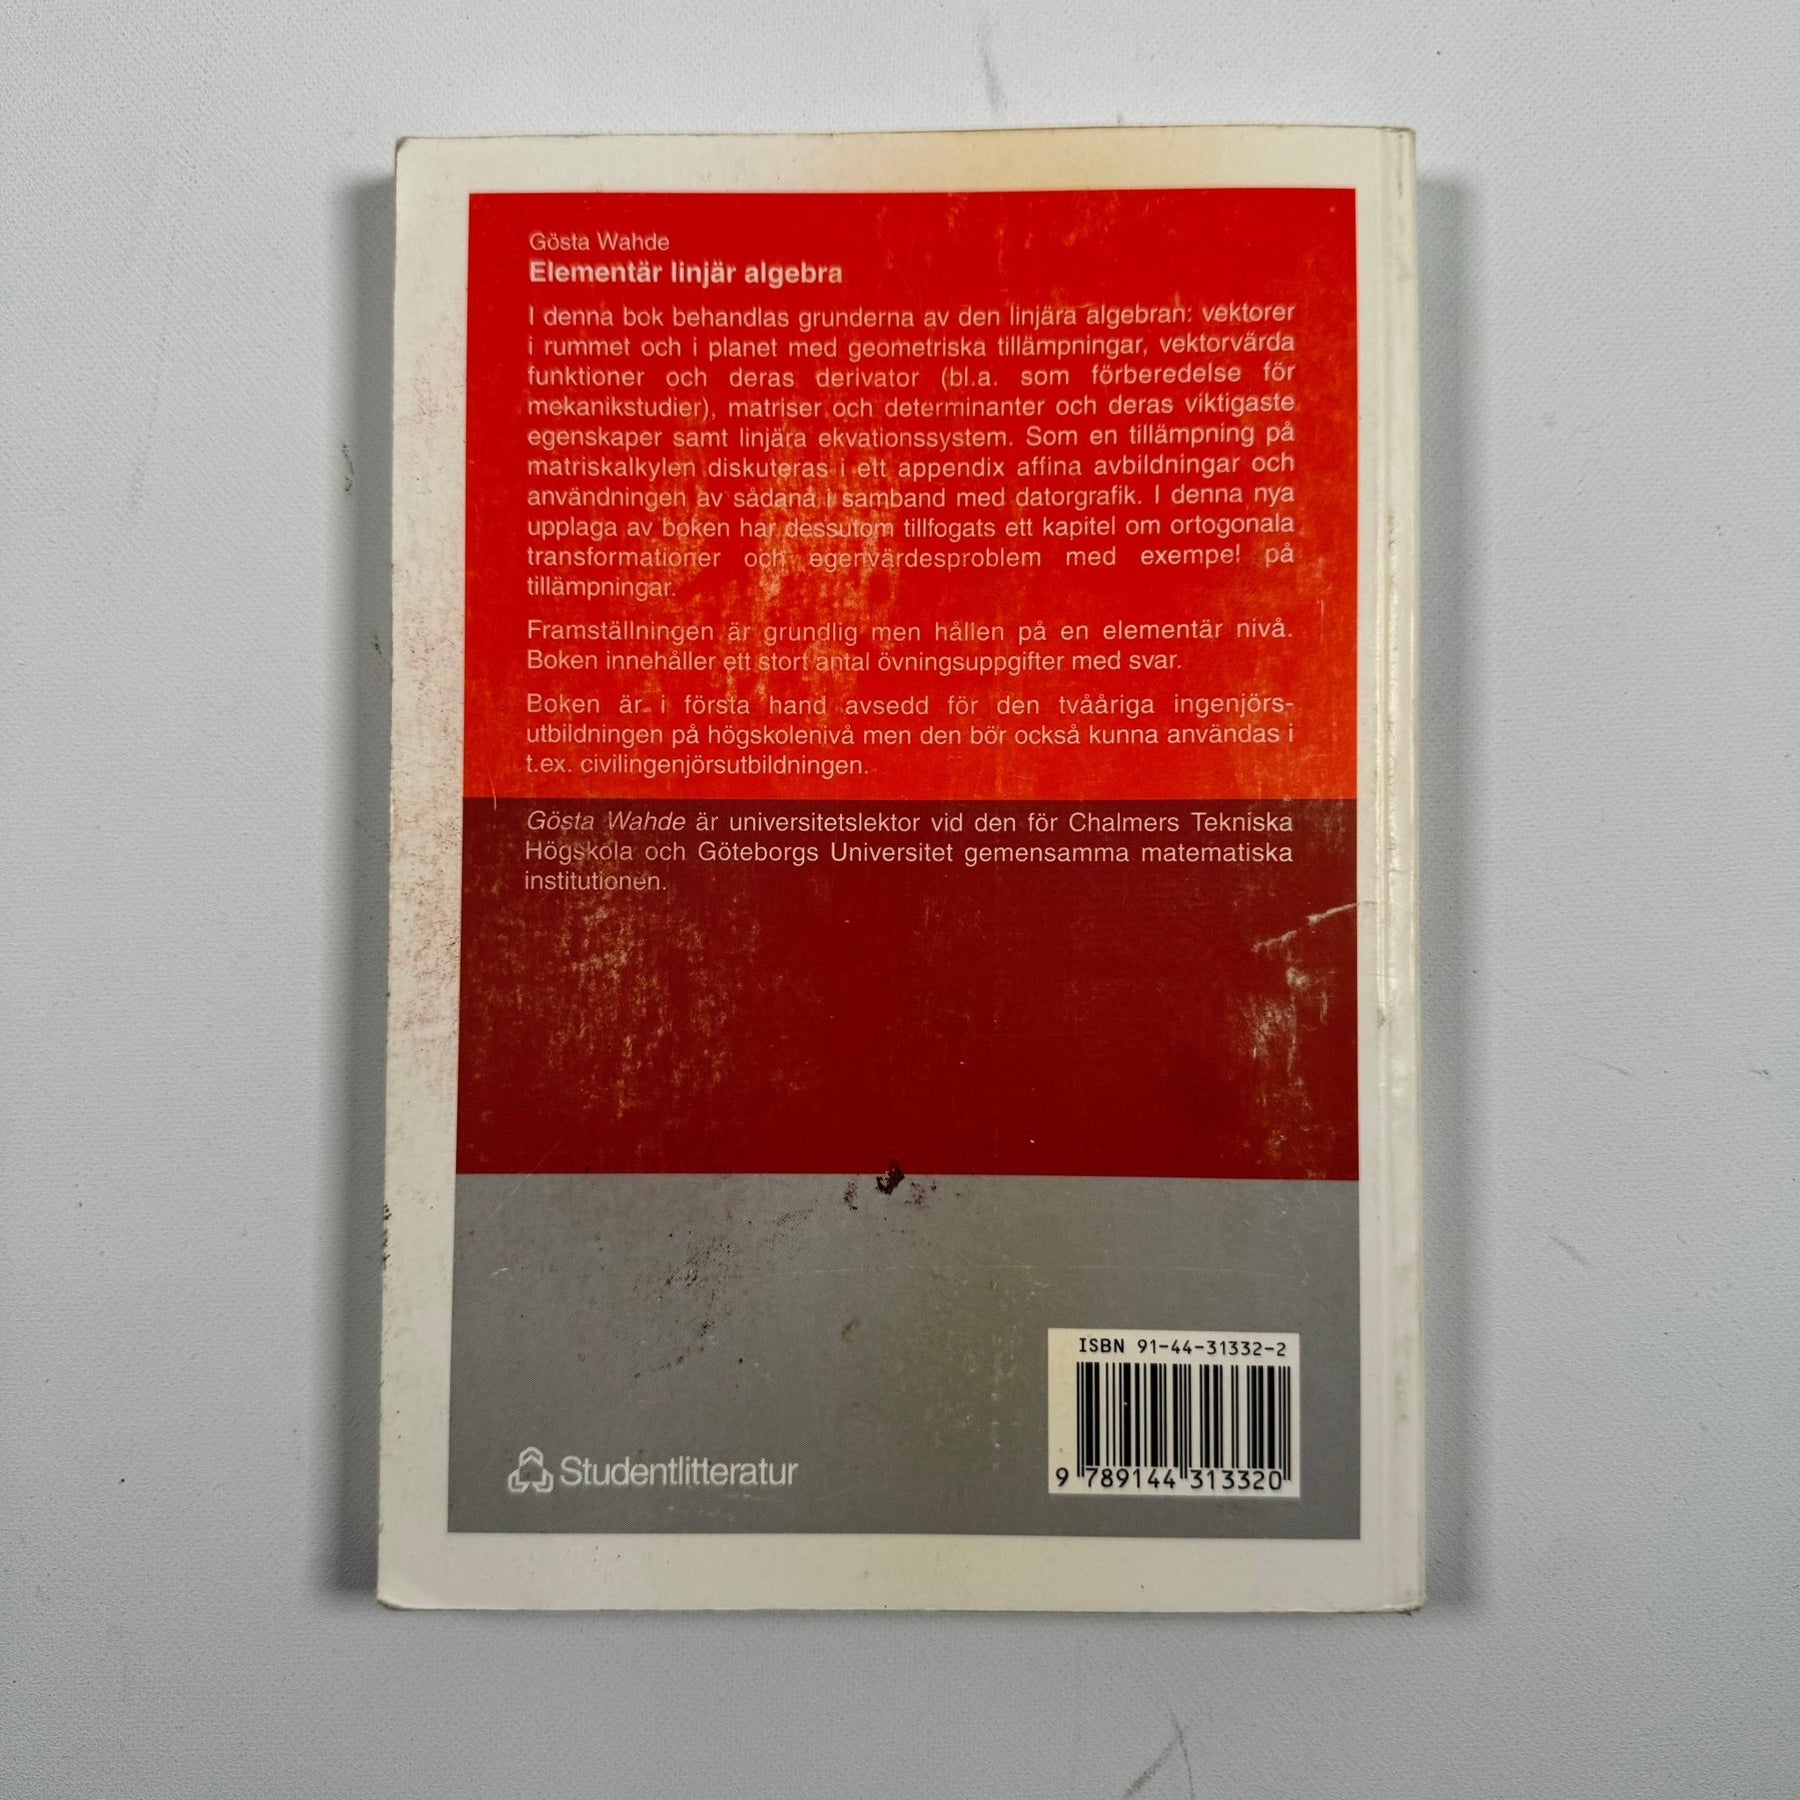 Gösta Wahde
Elementär linjär algebra
I denna bok behandlas grunderna av den linjära algebran: vektorer
i rummet och i planet med geometriska tillämpningar, vektorvärda
funktioner och deras derivator (bl.a. som förberedelse för
mekanikstudier), matriser och determinanter och deras viktigaste
egenskaper samt linjära ekvationssystem. Som en tillämpning på
matriskalkylen diskuteras i ett appendix affina avbildningar och
användningen av sådana i samband med datorgrafik. I denna nya
upplaga av boken har dessutom tillfogats ett kapitel om ortogonala
transformationer och egenvärdesproblem med exempel på
tillämpningar.
Framställningen är grundlig men hållen på en elementär nivå.
Boken innehåller ett stort antal övningsuppgifter med svar.
Boken är i första hand avsedd för den tvååriga ingenjörs-
utbildningen på högskolenivå men den bör också kunna användas i
t.ex. civilingenjörsutbildningen.
Gösta Wahde är universitetslektor vid den för Chalmers Tekniska
Högskola och Göteborgs Universitet gemensamma matematiska
institutionen.
ISBN 91-44-31332-2
9 789144 313320
Studentlitteratur